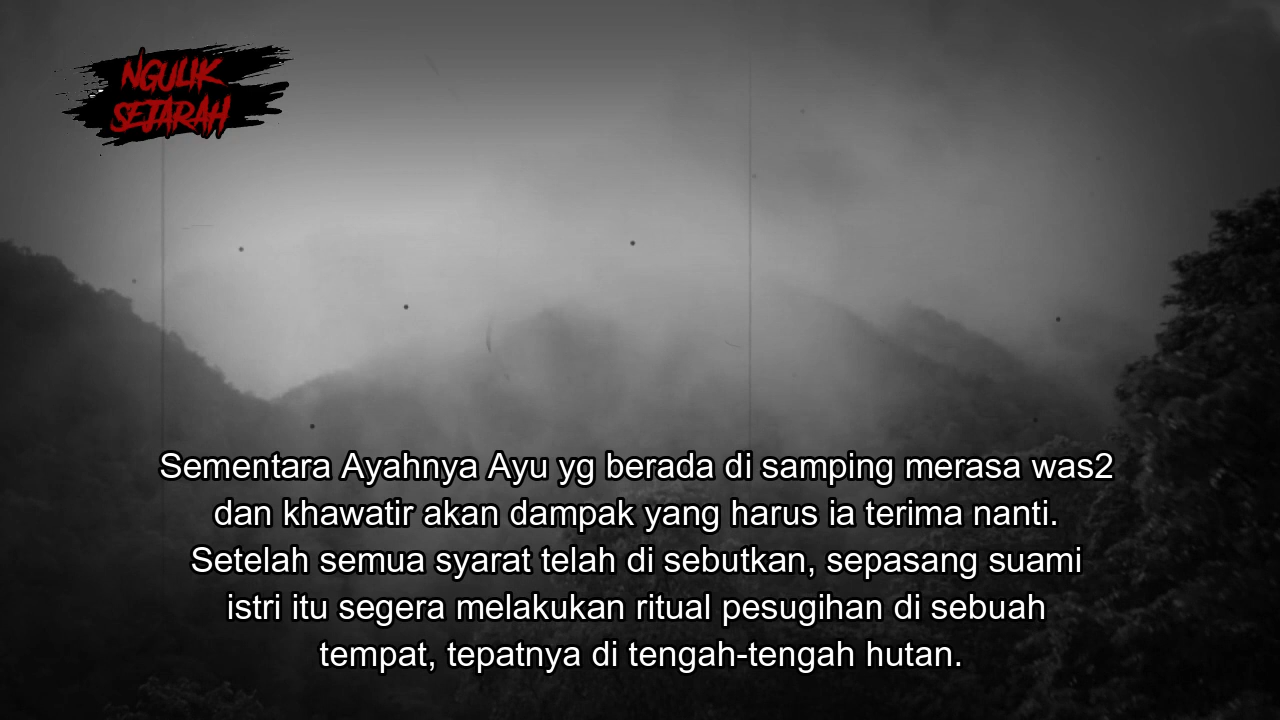 NGULIK
SEJARAH
Sementara Ayahnya Ayu yg berada di samping merasa was2
dan khawatir akan dampak yang harus ia terima nanti.
Setelah semua syarat telah di sebutkan, sepasang suami
istri itu segera melakukan ritual pesugihan di sebuah
tempat, tepatnya di tengah-tengah hutan.